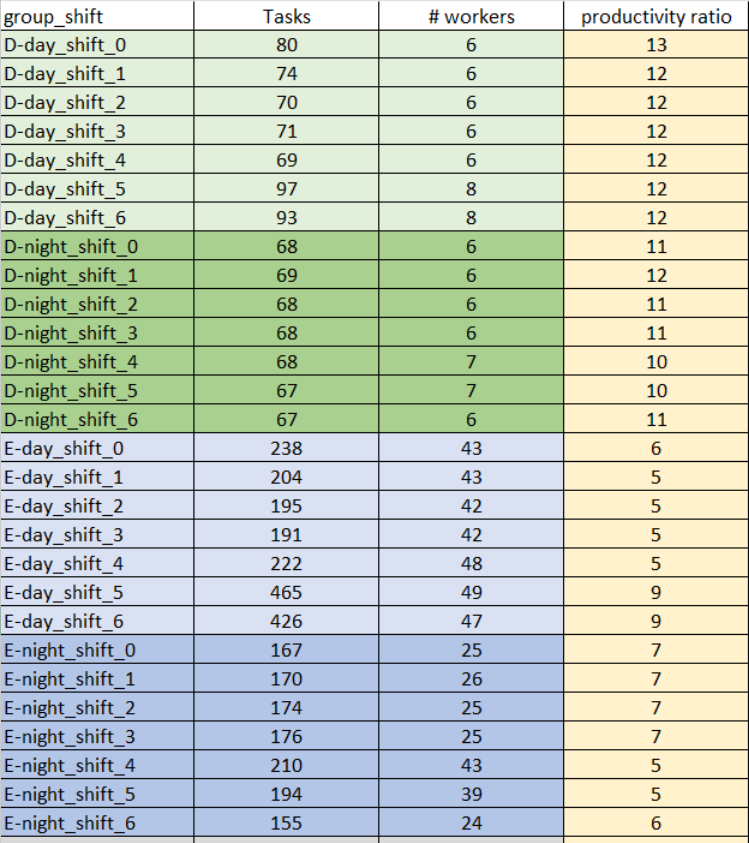 group_shift Tasks # workers productivity ratio
D-day_shift_0 80 6 13
D-day_shift_1 74 6 12
D-day_shift_2 70 6 12
D-day_shift_3 71 6 12
D-day_shift_4 69 6 12
D-day_shift_5 97 8 12
D-day_shift_6 93 8 12
D-night_shift_0 68 6 11
D-night_shift_1 69 6 12
D-night_shift_2 68 6 11
D-night_shift_3 68 6 11
D-night_shift_4 68 7 10
D-night_shift_5 67 7 10
D-night_shift_6 67 6 11
E-day_shift_0 238 43 6
E-day_shift_1 204 43 5
E-day_shift_2 195 42 5
E-day_shift_3 191 42 5
E-day_shift_4 222 48 5
E-day_shift_5 465 49 9
E-day_shift_6 426 47 9
E-night_shift_0 167 25 7
E-night_shift_1 170 26 7
E-night_shift_2 174 25 7
E-night_shift_3 176 25 7
E-night_shift_4 210 43 5
E-night_shift_5 194 39 5
E-night_shift_6 155 24 6